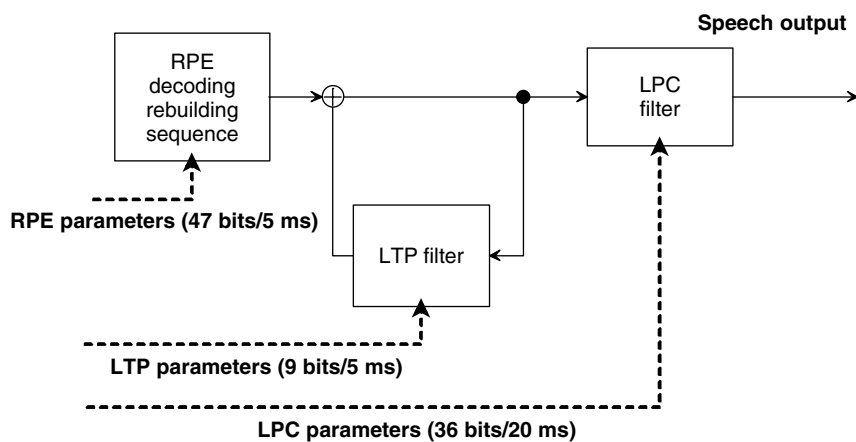 Speech output
RPE
decoding
rebuilding
sequence
LPC
filter
RPE parameters (47 bits/5 ms)
LTP filter
LTP parameters (9 bits/5 ms)
LPC parameters (36 bits/20 ms)